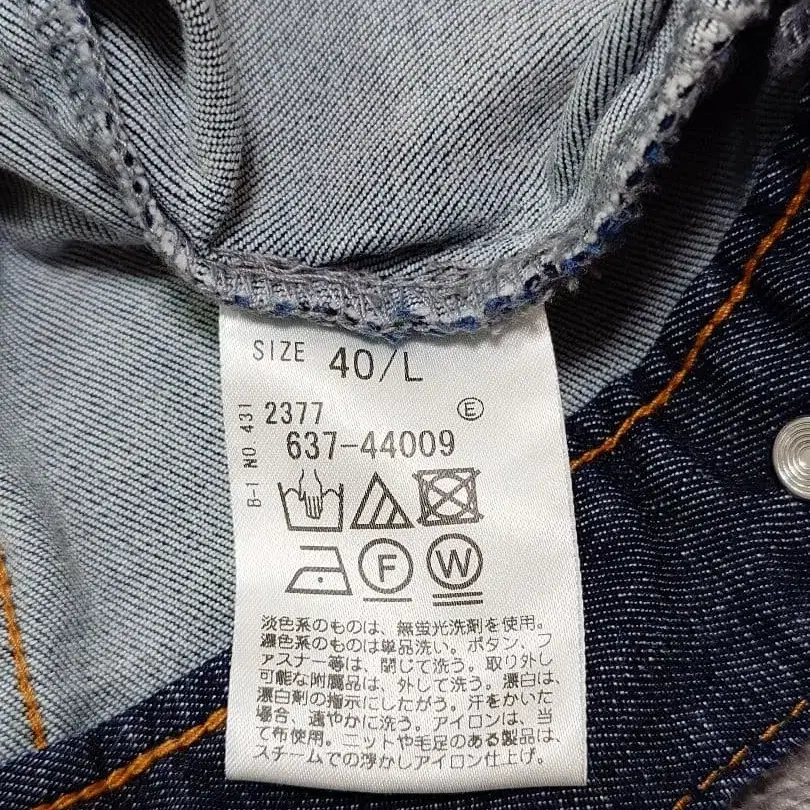 SIZE 40/L
2377 E
637-44009
B-1 NO.431
F W
淡色系のものは、無蛍光洗剤を使用。
濃色系のものは単品洗い。ボタン、フ
ァスナー等は、閉じて洗う。取り外し
可能な附属品は、外して洗う。漂白は、
漂白剤の指示にしたがう。汗をかいた
場合、速やかに洗う。アイロンは、当
て布使用。ニットや毛足のある製品は、
スチームでの浮かしアイロン仕上げ。